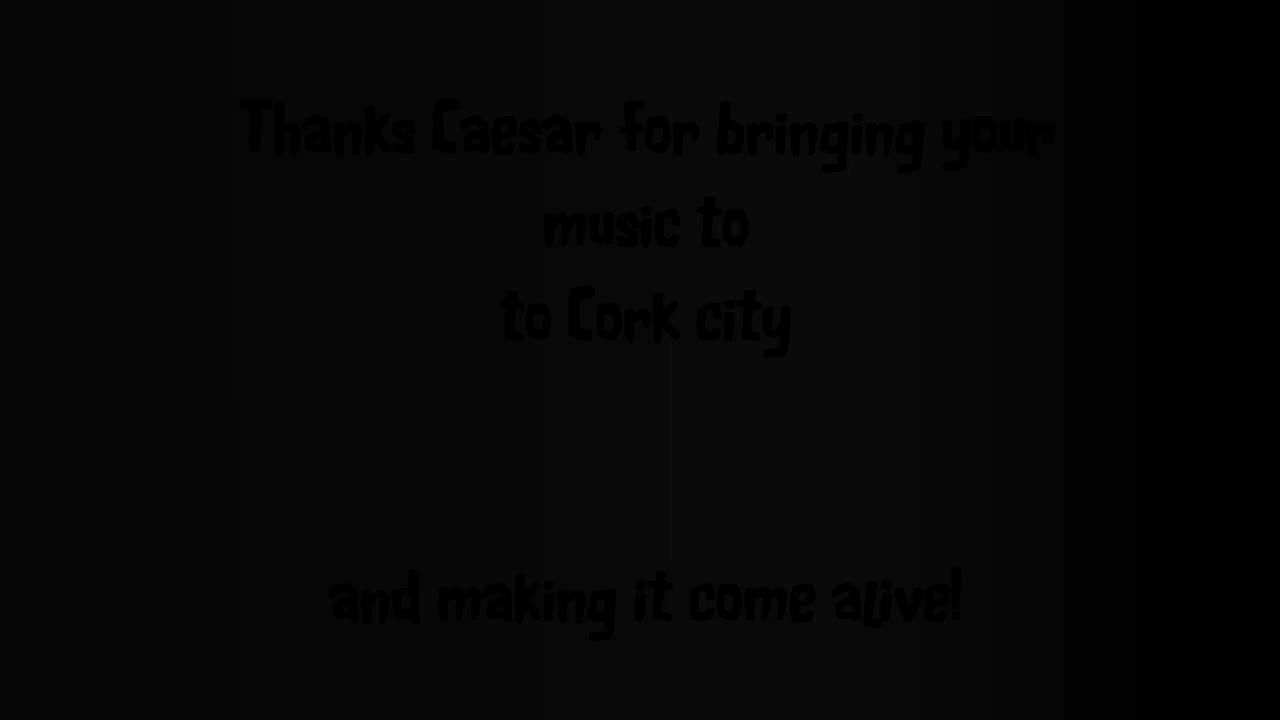 Thanks Caesar for bringing your
music to
to Cork city
and making it come alive!